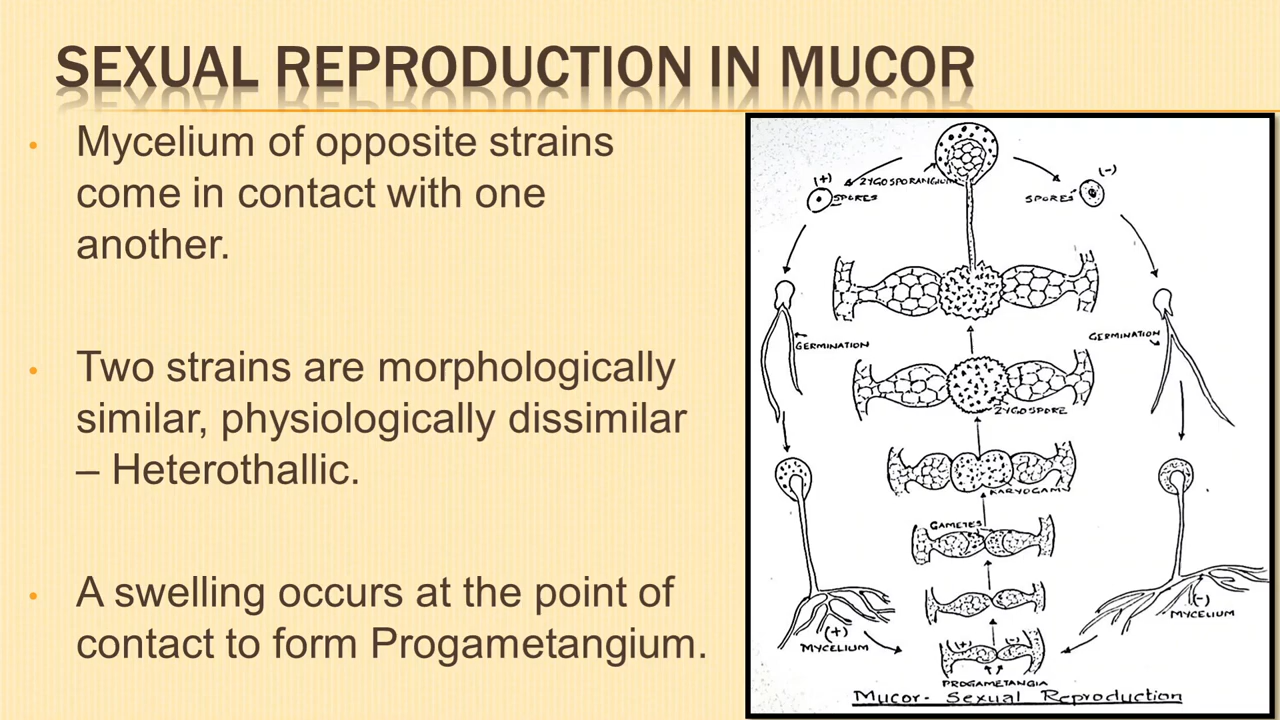 SEXUAL REPRODUCTION IN MUCOR
• Mycelium of opposite strains
come in contact with one
another.
• Two strains are morphologically
similar, physiologically dissimilar
– Heterothallic.
• A swelling occurs at the point of
contact to form Progametangium.
(+)
ZYGOSPORANGIUM
(-)
SPORES
SPORES
GERMINATION
GERMINATION
ZYGOSPORE
KARYOGAMY
GAMETES
(+)
MYCELIUM
(-)
MYCELIUM
(+) (-)
PROGAMETANGIA
Mucor- Sexual Reproduction